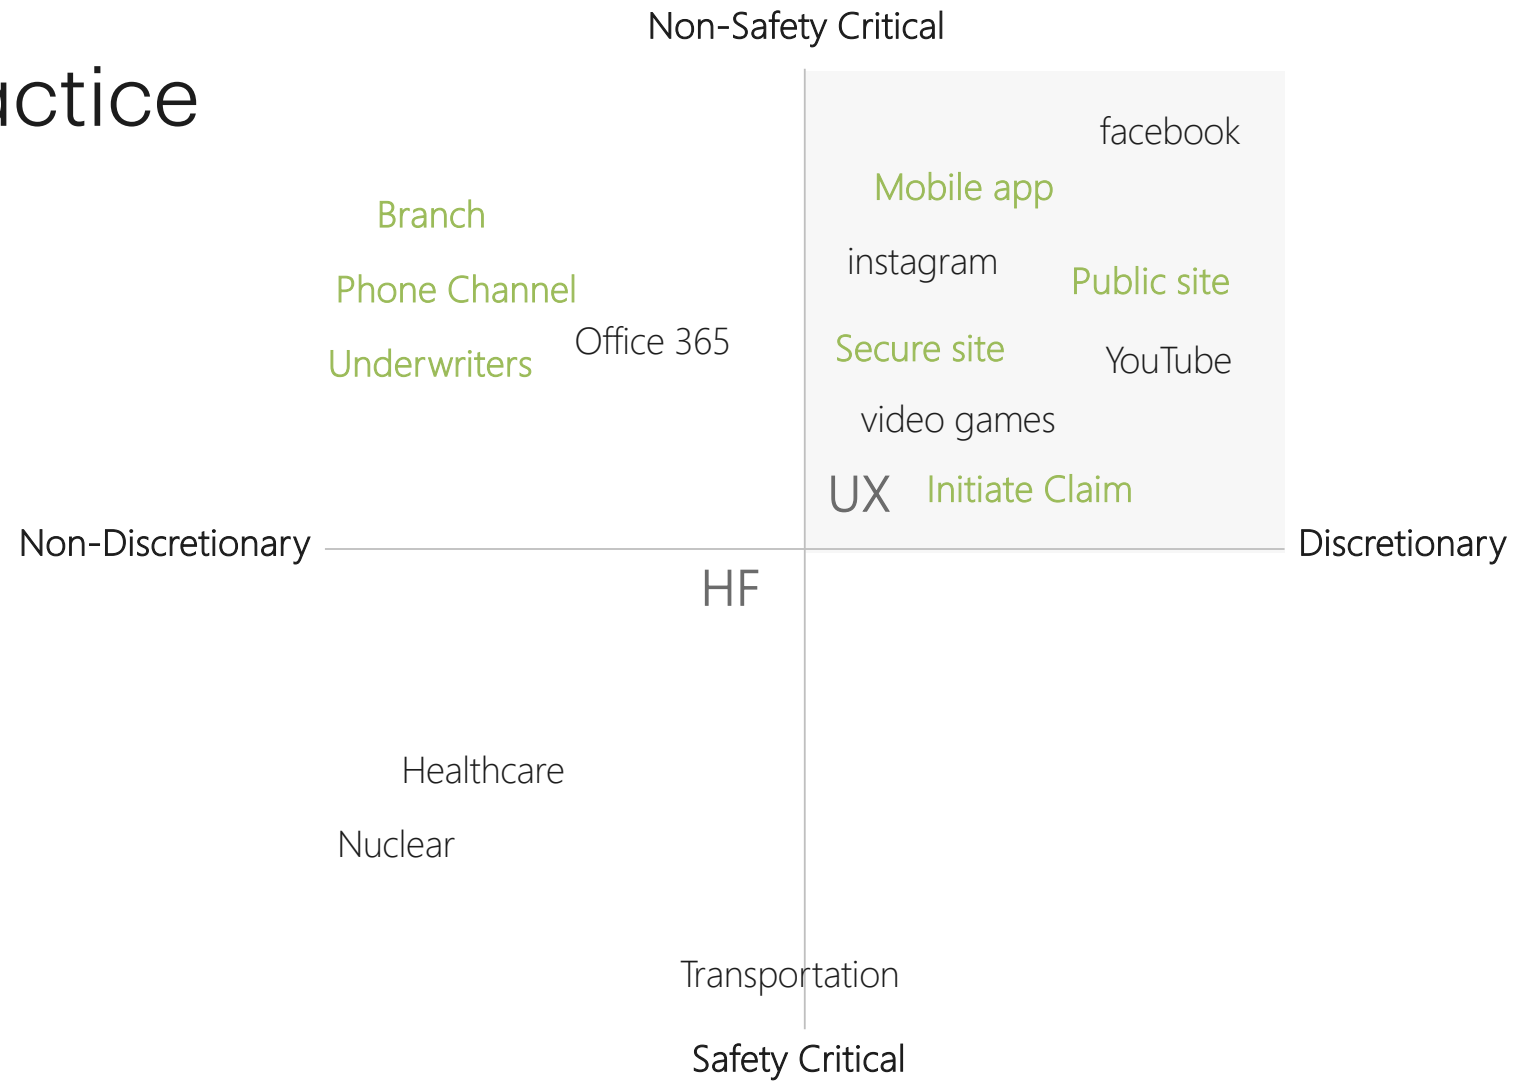 Non-Safety Critical
actice
facebook
Mobile app
Branch
instagram
Public site
Phone Channel
Office 365
Secure site
Underwriters
YouTube
video games
UX
Initiate Claim
Non-Discretionary
Discretionary
HF
Healthcare
Nuclear
Transportation
Safety Critical